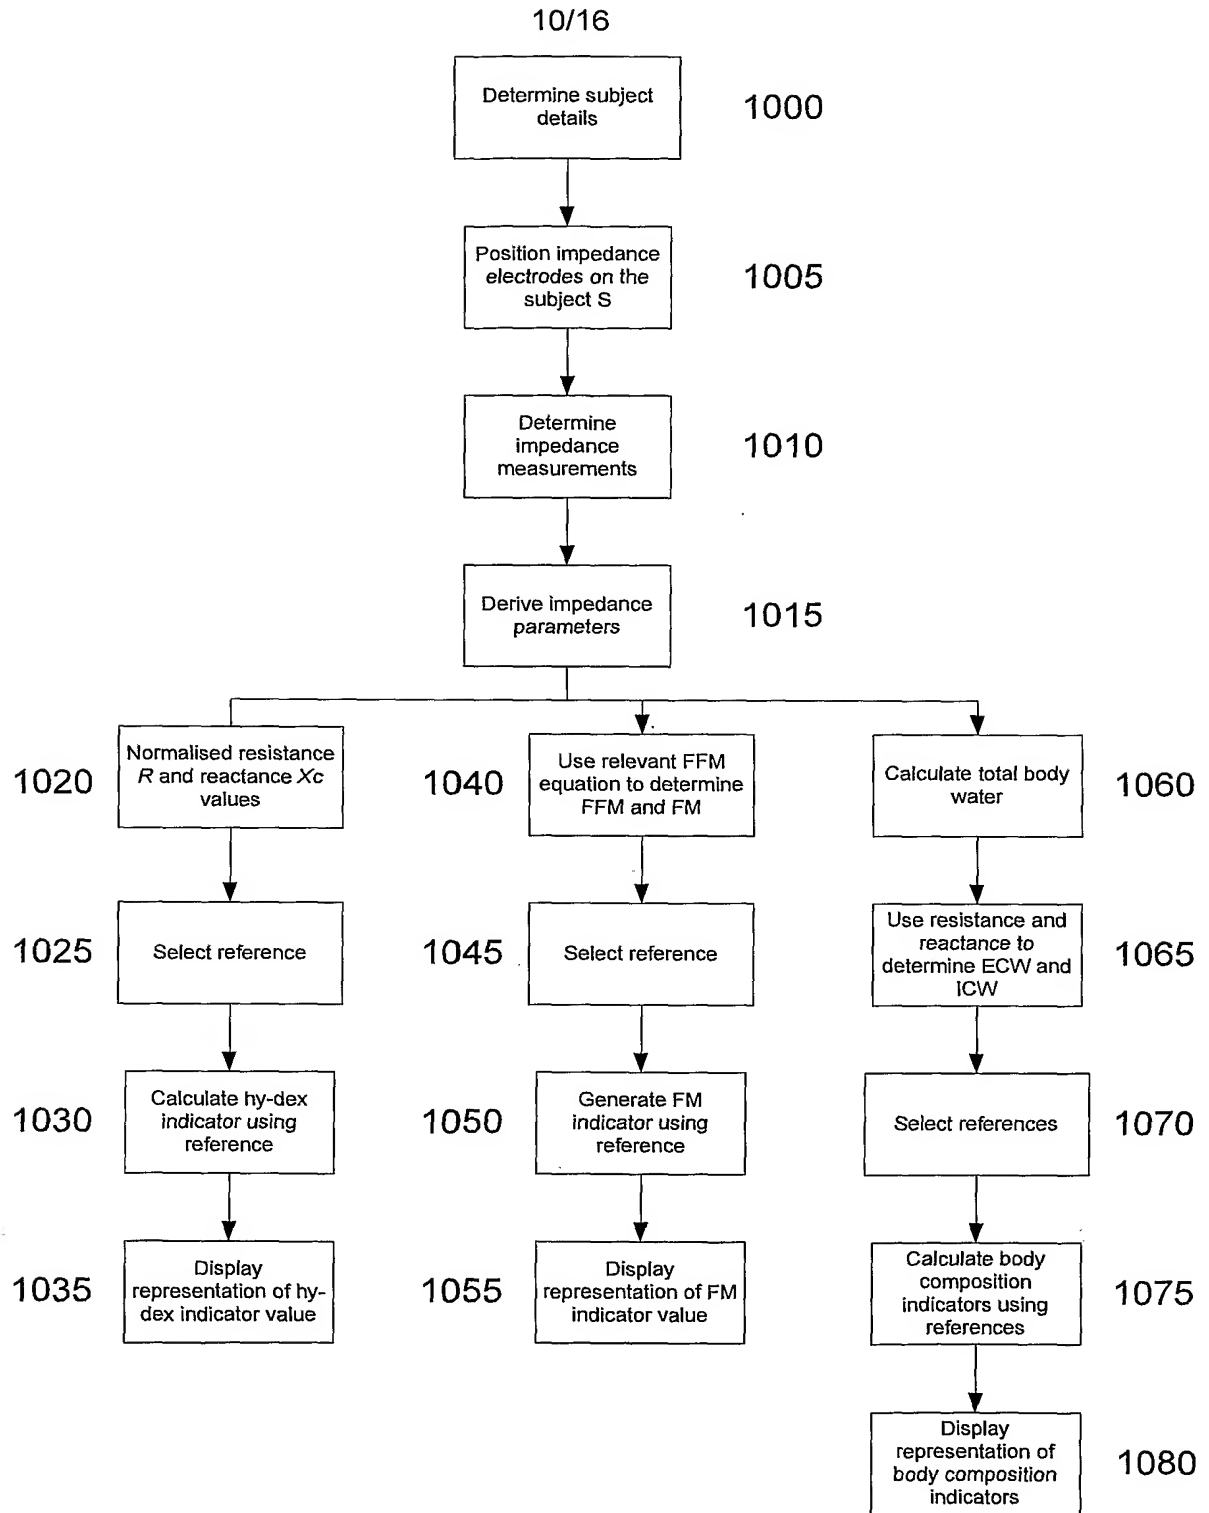 10/16
Determine subject
details
1000
Position impedance
electrodes on the
subject S
1005
Determine
impedance
measurements
1010
Derive impedance
parameters
1015
1020
Normalised resistance
R and reactance Xc
values
1040
Use relevant FFM
equation to determine
FFM and FM
Calculate total body
water
1060
1025
Select reference
1045
Select reference
Use resistance and
reactance to
determine ECW and
ICW
1065
1030
Calculate hy-dex
indicator using
reference
1050
Generate FM
indicator using
reference
Select references
1070
1035
Display
representation of hy-
dex indicator value
1055
Display
representation of FM
indicator value
Calculate body
composition
indicators using
references
1075
Display
representation of
body composition
indicators
1080